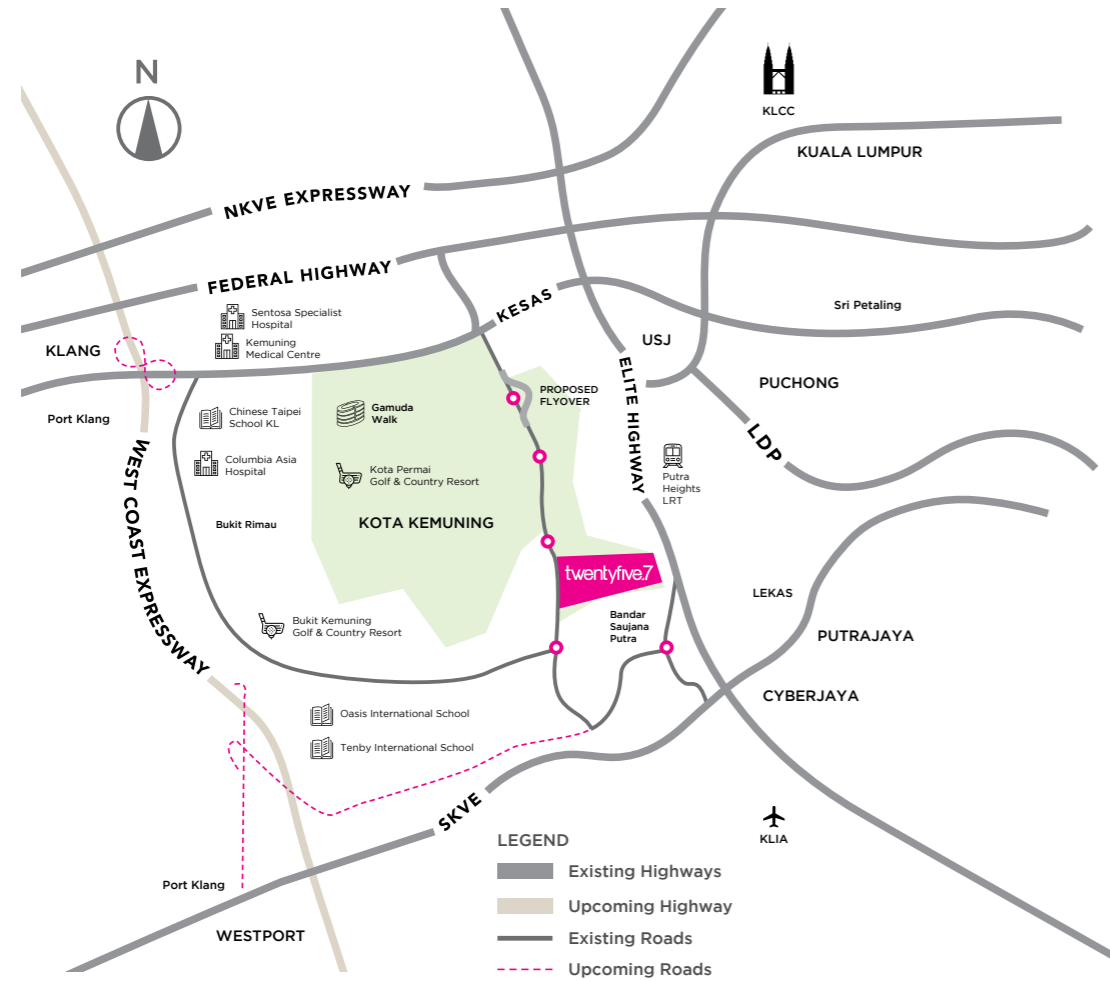 N
KLCC
KUALA LUMPUR
NKVE EXPRESSWAY
FEDERAL HIGHWAY
KESAS
Sentosa Specialist
Hospital
Kemuning
Medical Centre
Sri Petaling
USJ
KLANG
PUCHONG
ELITE HIGHWAY
PROPOSED
FLYOVER
Port Klang
Chinese Taipei
School KL
Gamuda
Walk
LDP
WEST COAST EXPRESSWAY
Columbia Asia
Hospital
Kota Permai
Golf & Country Resort
Putra
Heights
LRT
Bukit Rimau
KOTA KEMUNING
twentyfive.7
LEKAS
Bukit Kemuning
Golf & Country Resort
Bandar
Saujana
Putra
PUTRAJAYA
CYBERJAYA
Oasis International School
Tenby International School
SKVE
KLIA
Port Klang
WESTPORT
LEGEND
Existing Highways
Upcoming Highway
Existing Roads
Upcoming Roads